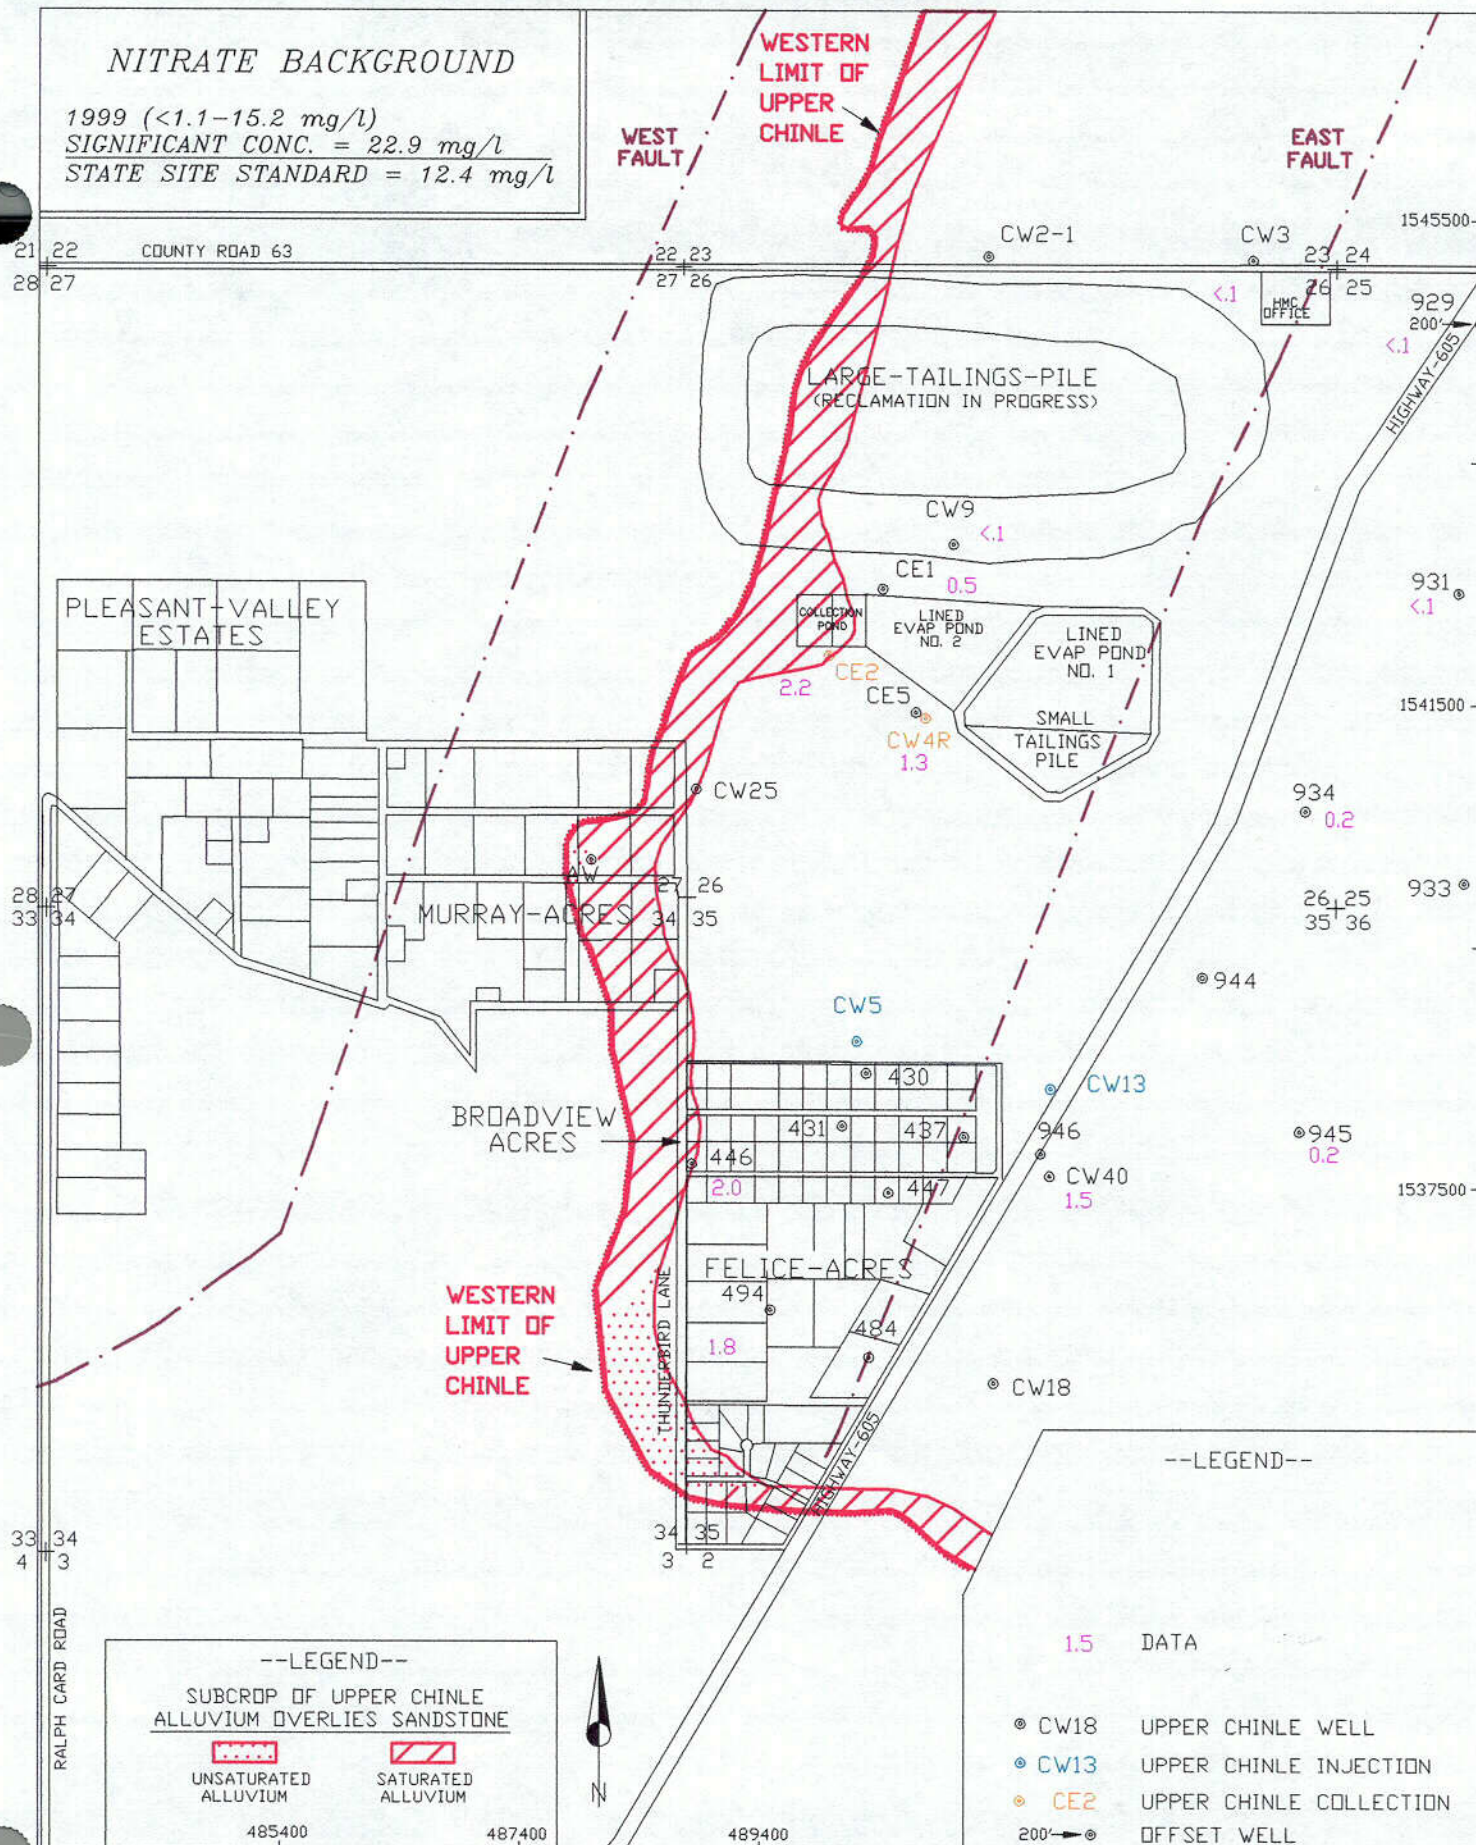 NITRATE BACKGROUND
1999 (<1.1-15.2 mg/l)
SIGNIFICANT CONC. = 22.9 mg/l
STATE SITE STANDARD = 12.4 mg/l
WESTERN
LIMIT OF
UPPER
CHINLE
WEST
FAULT
EAST
FAULT
1545500
21 22
28 27
COUNTY ROAD 63
22 23
27 26
CW2-1
CW3
23 24
26 25
<.1
HMC
OFFICE
929
200'
<.1
HIGHWAY-605
LARGE-TAILINGS-PILE
(RECLAMATION IN PROGRESS)
CW9
<.1
CE1
0.5
931
<.1
PLEASANT-VALLEY
ESTATES
COLLECTION
POND
LINED
EVAP POND
NO. 2
LINED
EVAP POND
NO. 1
CE2
2.2
CE5
CW4R
1.3
SMALL
TAILINGS
PILE
1541500
CW25
934
0.2
AW
933
28 27
33 34
27 26
34 35
26 25
35 36
MURRAY-ACRES
944
CW5
430
CW13
BROADVIEW
ACRES
431
437
946
945
0.2
446
2.0
447
CW40
1.5
1537500
FELICE-ACRES
THUNDERBIRD LANE
494
484
1.8
WESTERN
LIMIT OF
UPPER
CHINLE
CW18
HIGHWAY-605
33 34
4 3
34 35
3 2
RALPH CARD ROAD
--LEGEND--
SUBCROP OF UPPER CHINLE
ALLUVIUM OVERLIES SANDSTONE
UNSATURATED
ALLUVIUM
SATURATED
ALLUVIUM
N
485400
487400
489400
--LEGEND--
1.5 DATA
CW18 UPPER CHINLE WELL
CW13 UPPER CHINLE INJECTION
CE2 UPPER CHINLE COLLECTION
200' OFFSET WELL